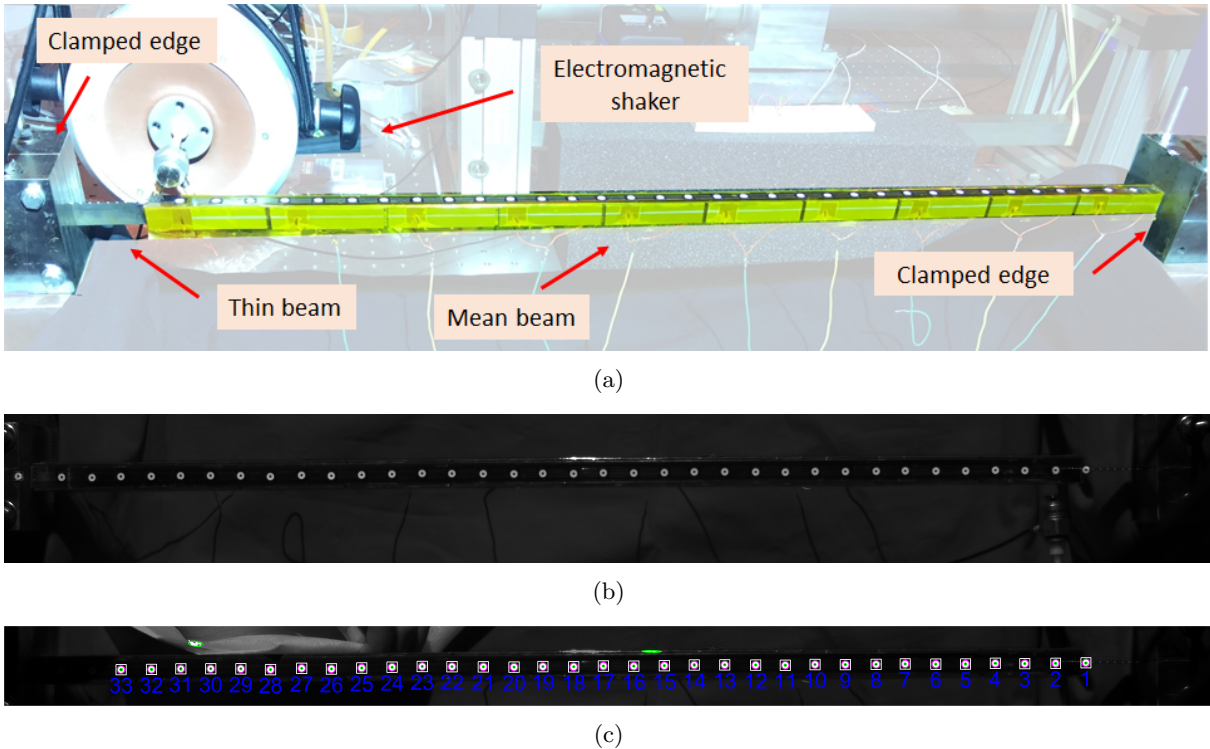 Clamped edge
Electromagnetic
shaker
Thin beam
Mean beam
Clamped edge
(a)
(b)
33 32 31 30 29 28 27 26 25 24 23 22 21 20 19 18 17 16 15 14 13 12 11 10 9 8 7 6 5 4 3 2 1
(c)